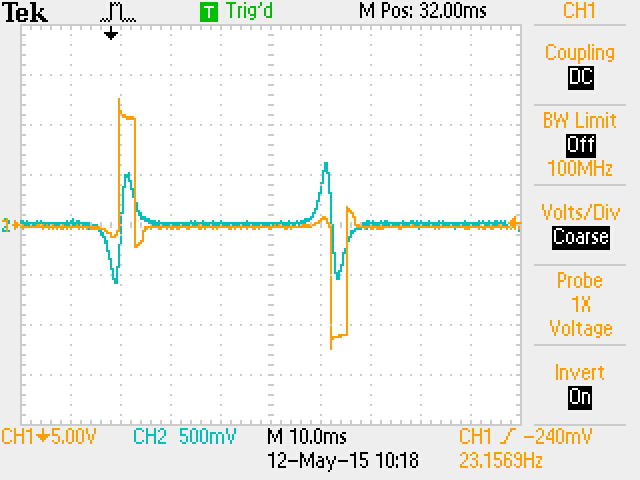 Tek T Trig'd M Pos: 32.00ms CH1
Coupling
DC
BW Limit
Off
100MHz
Volts/Div
Coarse
Probe
1X
Voltage
Invert
On
1
CH1 5.00V CH2 500mV M 10.0ms CH1 -240mV
12-May-15 10:18 23.1569Hz